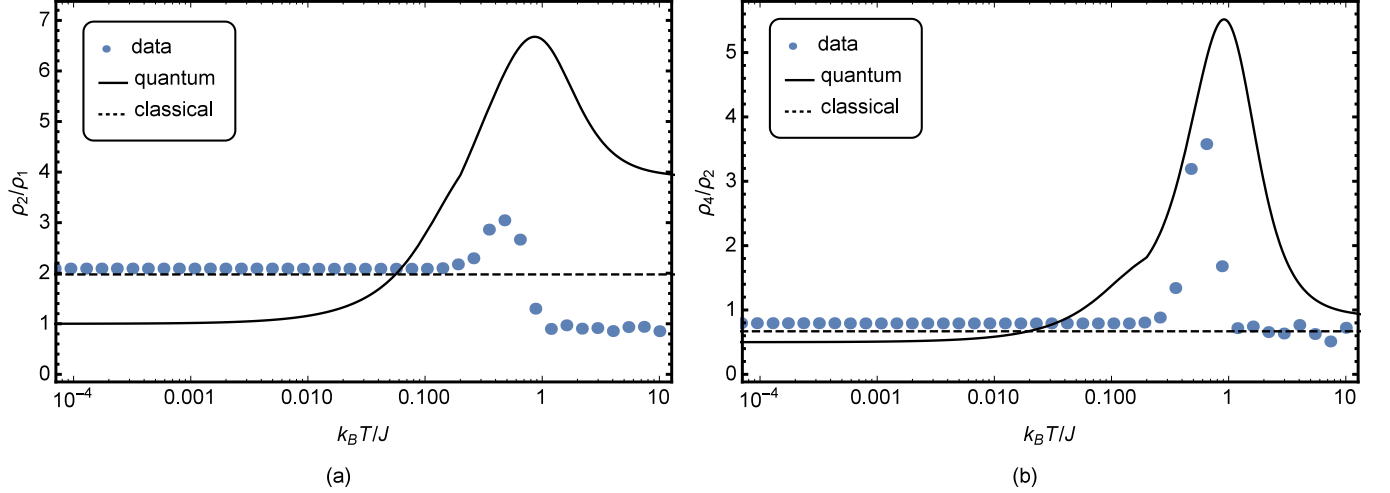 7
6
5
4
3
2
1
0
ρ2/ρ1
data
quantum
classical
10−4 0.001 0.010 0.100 1 10
kBT/J
(a)
5
4
3
2
1
0
ρ4/ρ2
data
quantum
classical
10−4 0.001 0.010 0.100 1 10
kBT/J
(b)